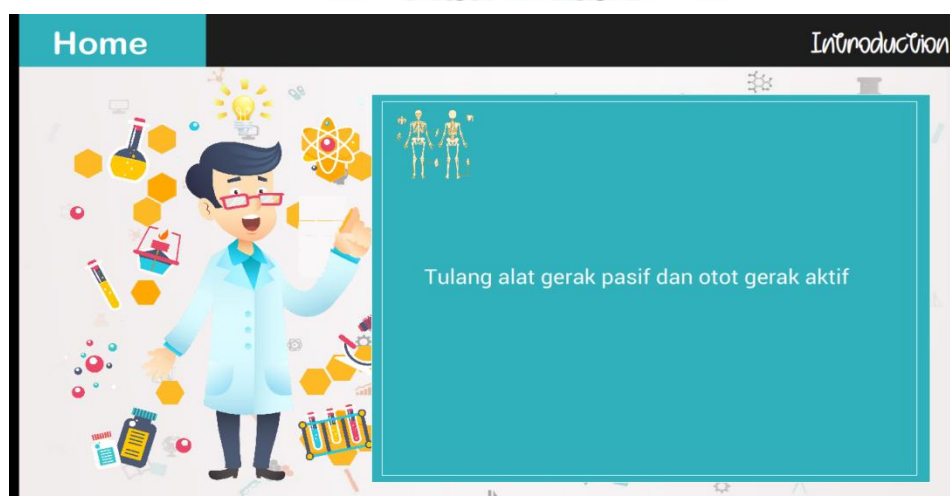 Home
Introduction
Tulang alat gerak pasif dan otot gerak aktif